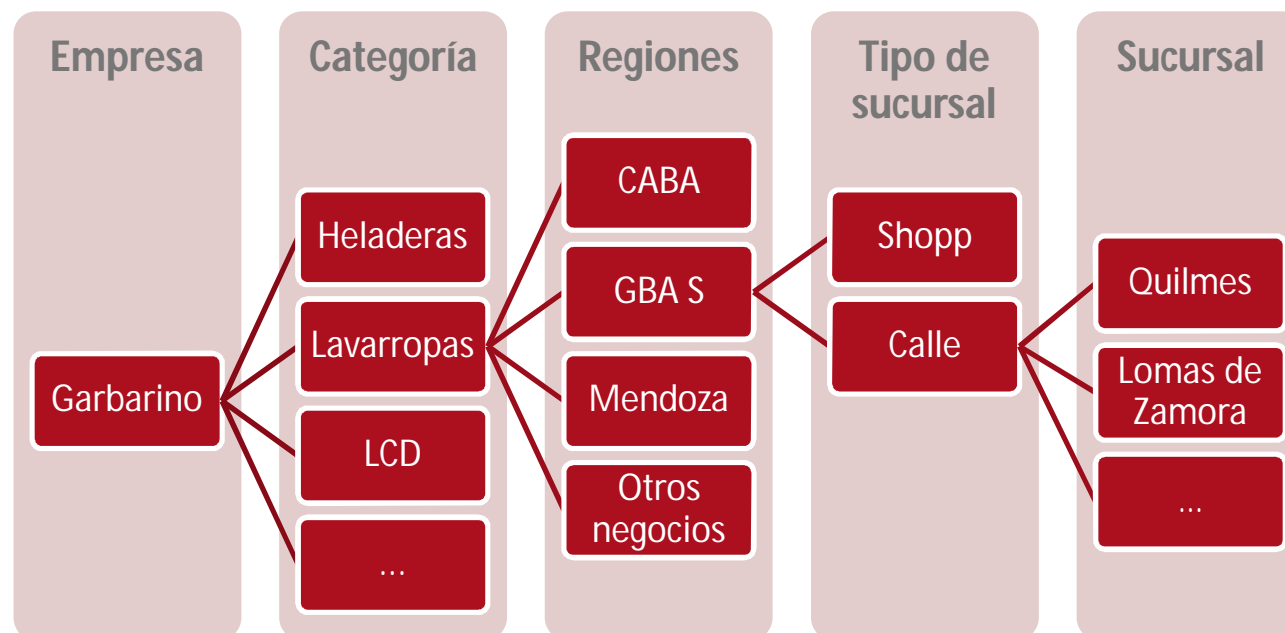 Empresa
Categoría
Regiones
Tipo de
sucursal
Sucursal
Garbarino
Heladeras
Lavarropas
LCD
...
CABA
GBA S
Mendoza
Otros
negocios
Shopp
Calle
Quilmes
Lomas de
Zamora
...